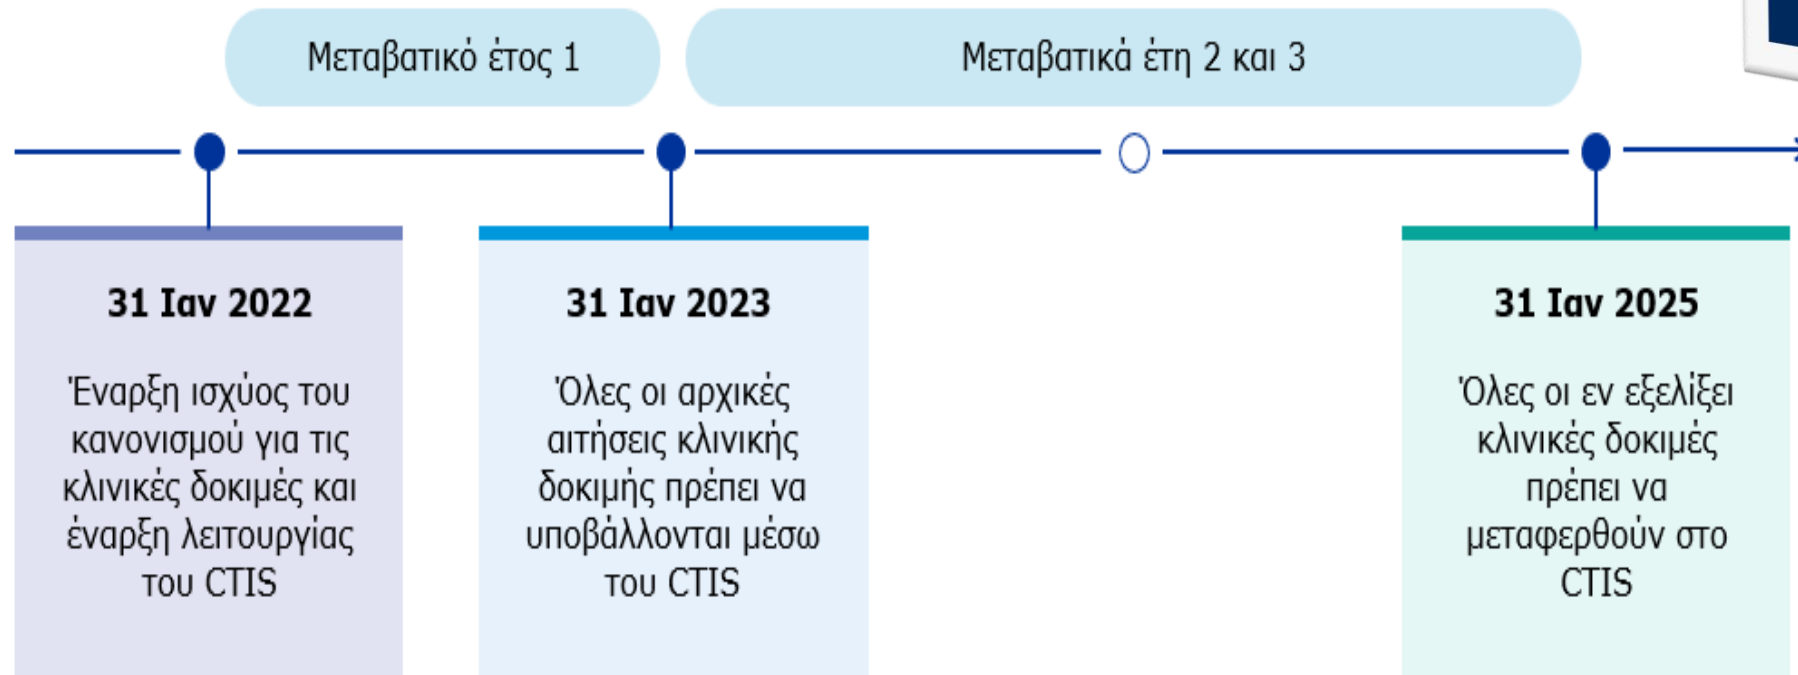 Μεταβατικό έτος 1
Μεταβατικά έτη 2 και 3
31 Ιαν 2022
Έναρξη ισχύος του
κανονισμού για τις
κλινικές δοκιμές και
έναρξη λειτουργίας
του CTIS
31 Ιαν 2023
Όλες οι αρχικές
αιτήσεις κλινικής
δοκιμής πρέπει να
υποβάλλονται μέσω
του CTIS
31 Ιαν 2025
Όλες οι εν εξελίξει
κλινικές δοκιμές
πρέπει να
μεταφερθούν στο
CTIS